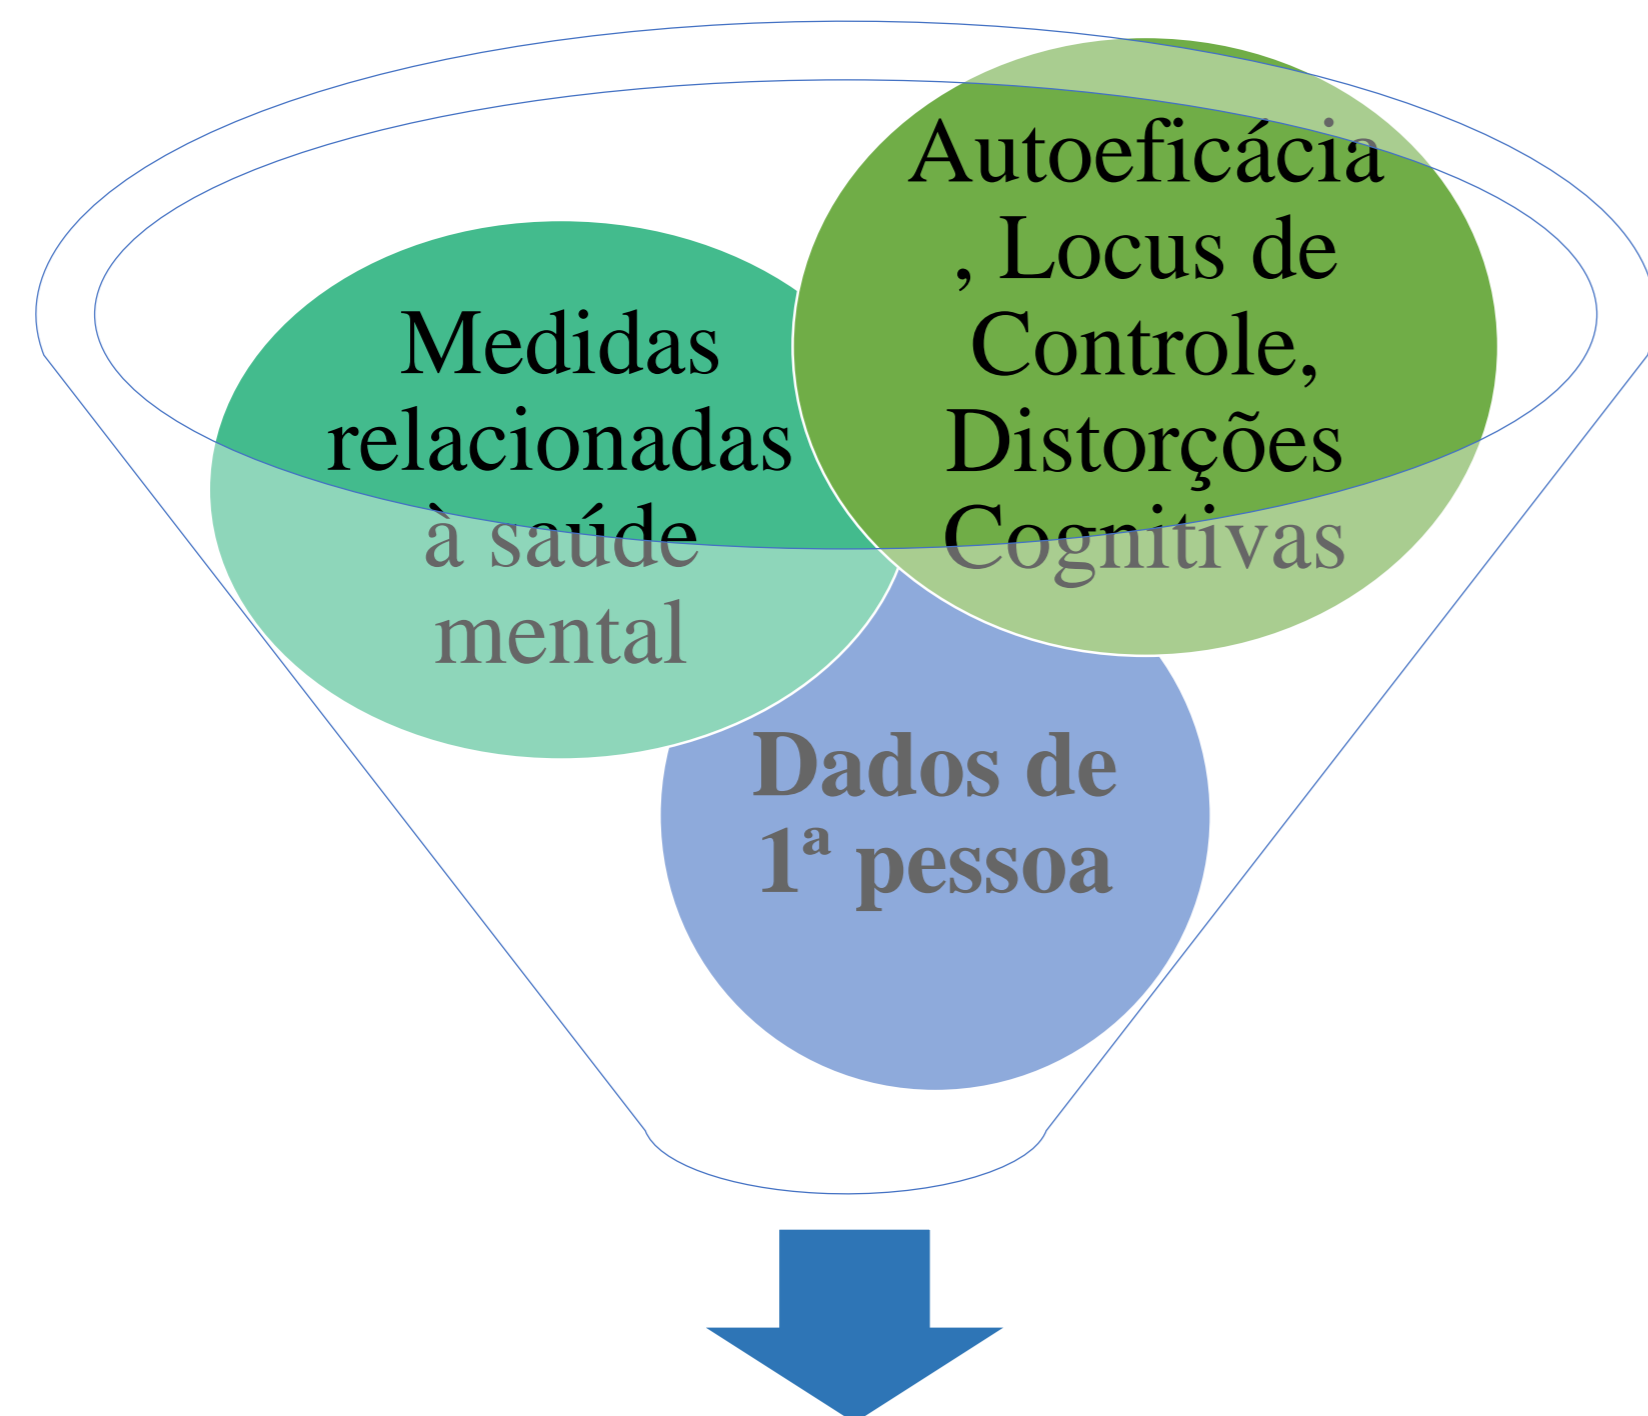 Medidas
relacionadas
à saúde
mental
Autoeficácia
, Locus de
Controle,
Distorções
Cognitivas
Dados de
1ª pessoa